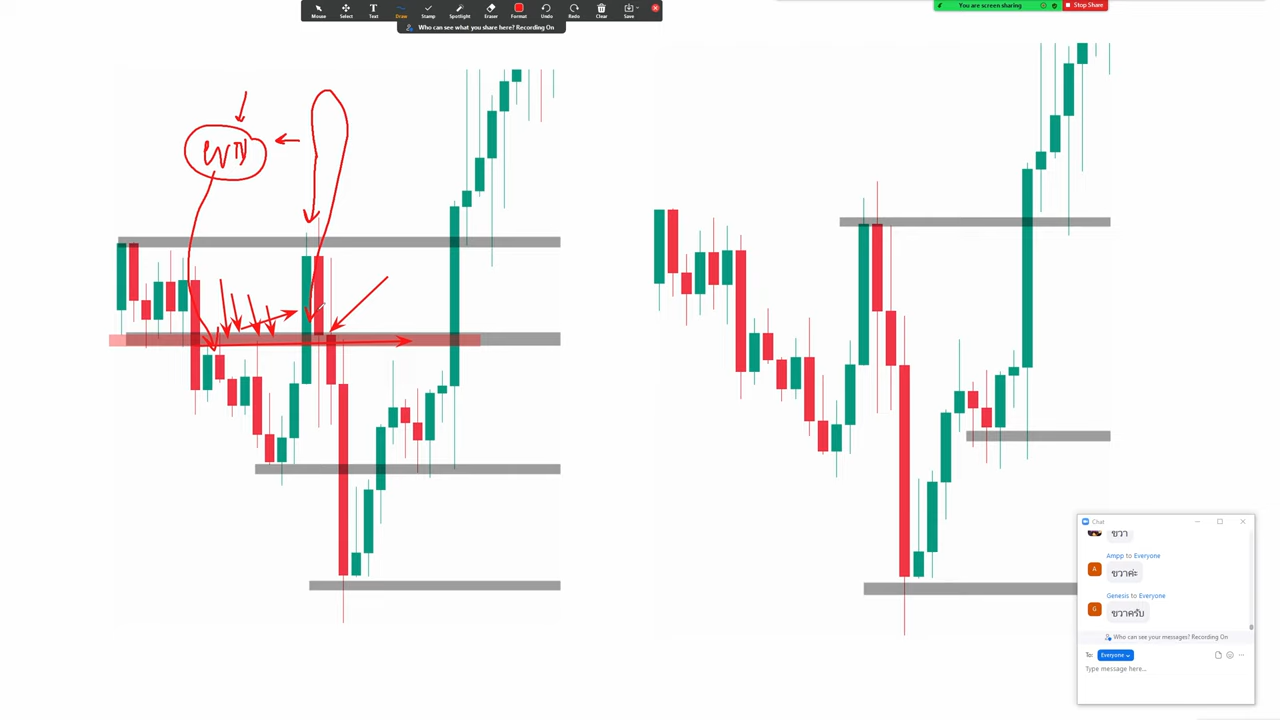 You are screen sharing
Stop Share
Mouse
Select
Text
Draw
Stamp
Spotlight
Eraser
Format
Undo
Redo
Clear
Save
Who can see what you share here? Recording On
Chat
ขวา
Ampp to Everyone
A
ขวาค่ะ
Genesis to Everyone
G
ขวาครับ
Who can see your messages? Recording On
To:
Everyone
Type message here...